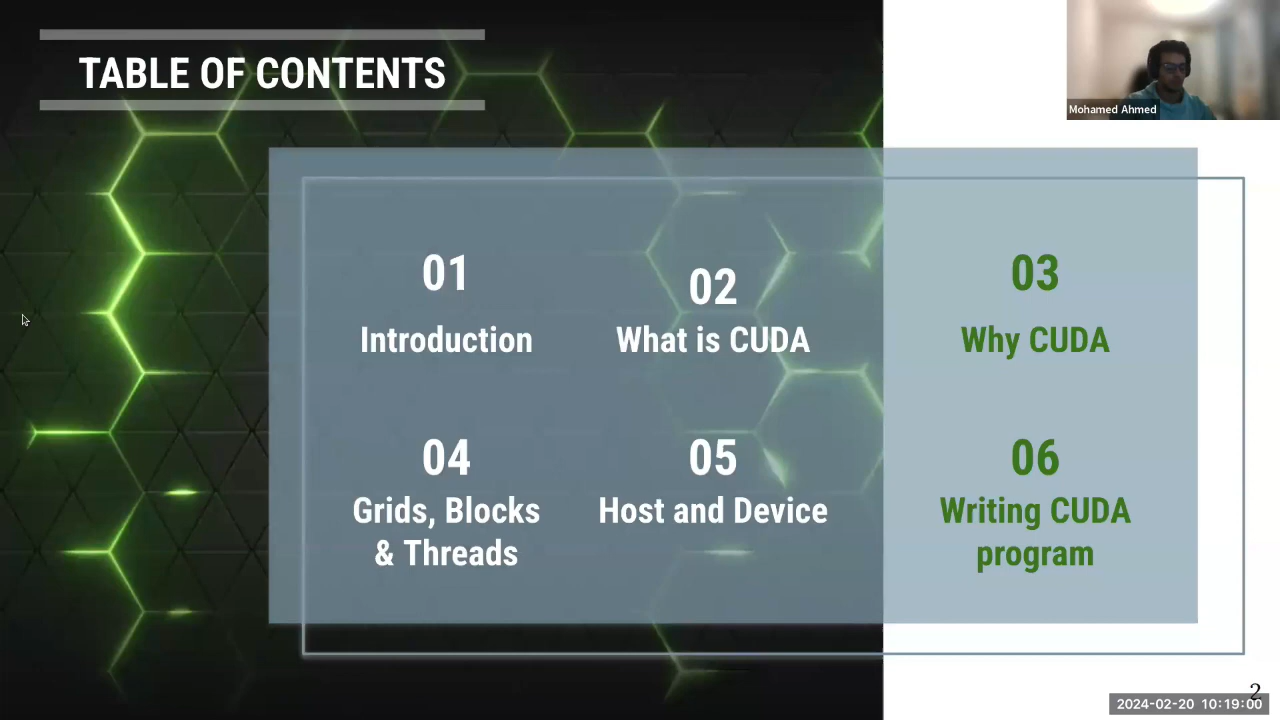 TABLE OF CONTENTS
Mohamed Ahmed
01
Introduction
02
What is CUDA
03
Why CUDA
04
Grids, Blocks
& Threads
05
Host and Device
06
Writing CUDA
program
2
2024-02-20 10:19:00